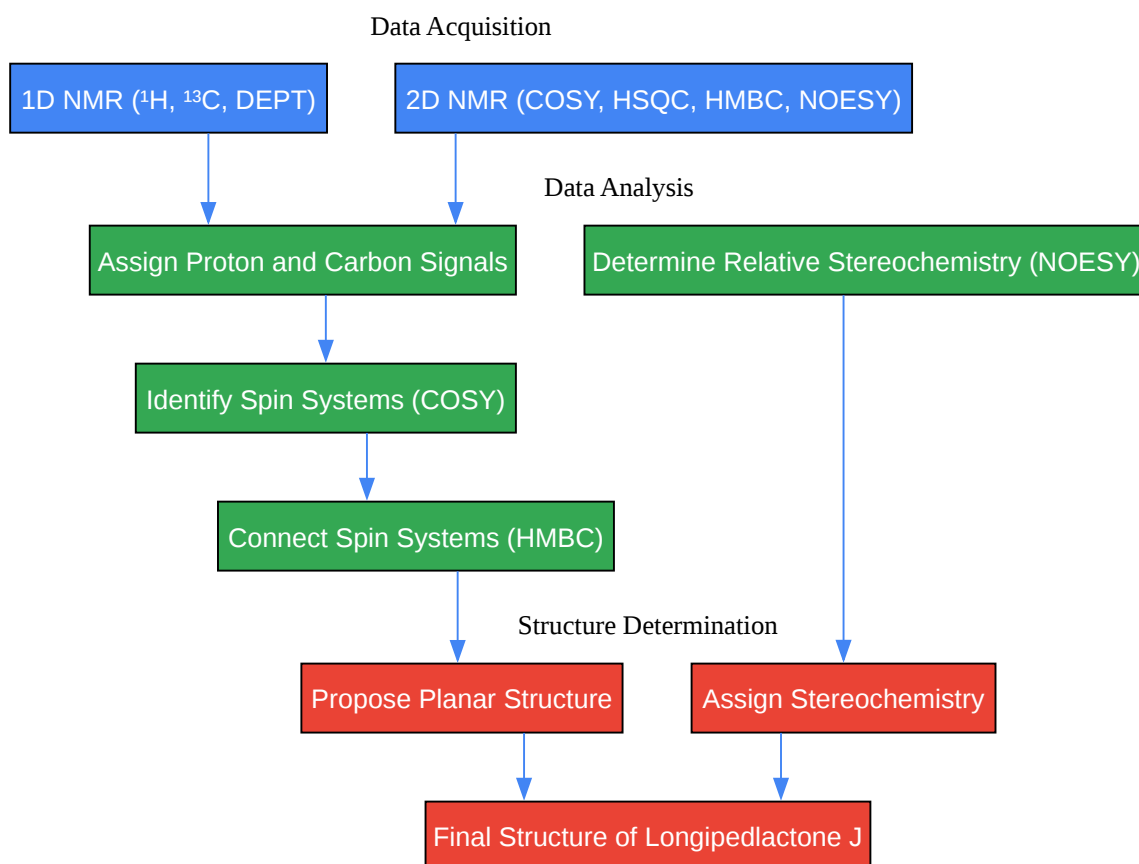 Data Acquisition
1D NMR (¹H, ¹³C, DEPT)
2D NMR (COSY, HSQC, HMBC, NOESY)
Data Analysis
Assign Proton and Carbon Signals
Determine Relative Stereochemistry (NOESY)
Identify Spin Systems (COSY)
Connect Spin Systems (HMBC)
Structure Determination
Propose Planar Structure
Assign Stereochemistry
Final Structure of Longipedlactone J